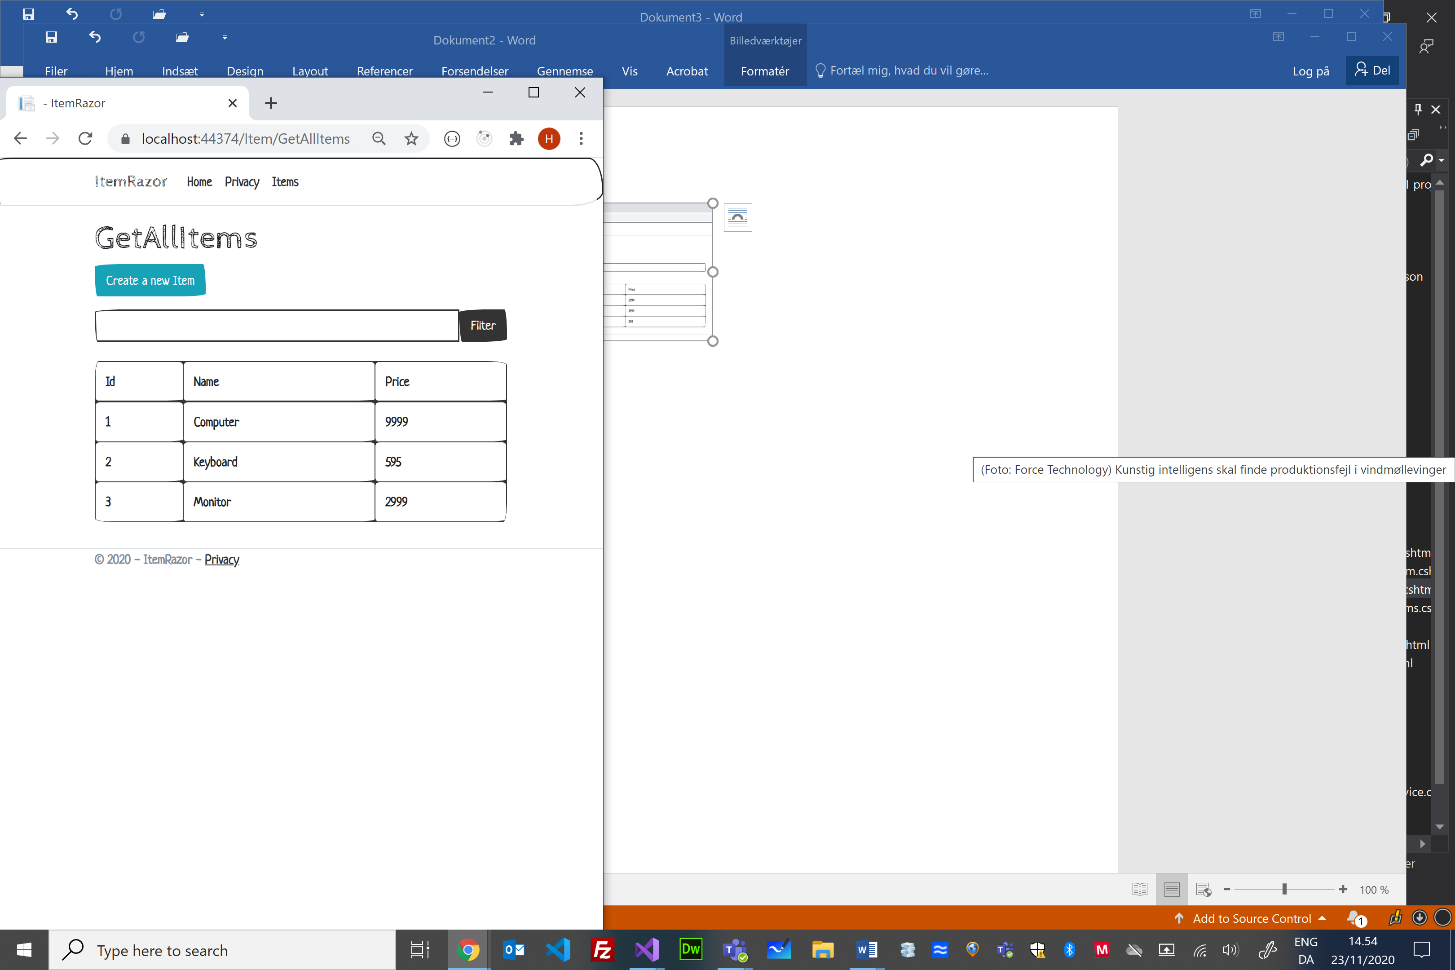 Dokument3 - Word
Dokument2 - Word
Billedværktøjer
Filer Hjem Indsæt Design Layout Referencer Forsendelser Gennemse Vis Acrobat Formatér Fortæl mig, hvad du vil gøre... Log på Del
- ItemRazor
localhost:44374/Item/GetAllItems
H
ItemRazor Home Privacy Items
GetAllItems
Create a new Item
Filter
Id Name Price
1 Computer 9999
2 Keyboard 595
3 Monitor 2999
© 2020 - ItemRazor - Privacy
(Foto: Force Technology) Kunstig intelligens skal finde produktionsfejl i vindmøllevinger
100 %
Add to Source Control
1
Type here to search
ENG
DA
14.54
23/11/2020